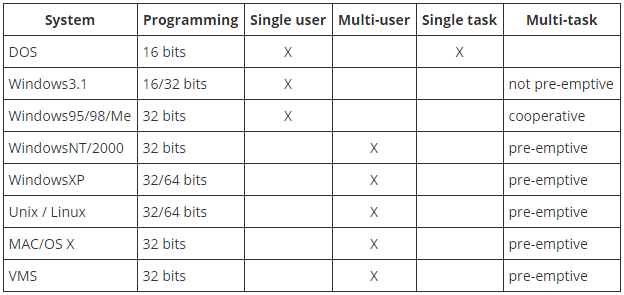 System Programming Single user Multi-user Single task Multi-task
DOS 16 bits X X
Windows3.1 16/32 bits X not pre-emptive
Windows95/98/Me 32 bits X cooperative
WindowsNT/2000 32 bits X pre-emptive
WindowsXP 32/64 bits X pre-emptive
Unix / Linux 32/64 bits X pre-emptive
MAC/OS X 32 bits X pre-emptive
VMS 32 bits X pre-emptive